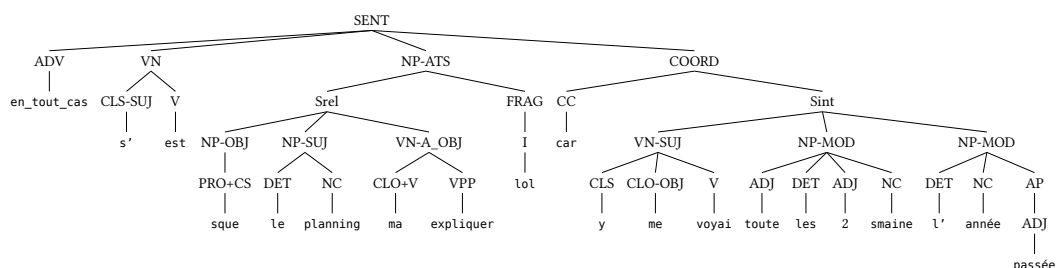 SENT
ADV VN NP-ATS COORD
en_tout_cas CLS-SUJ V Srel FRAG CC Sint
s' est NP-OBJ NP-SUJ VN-A_OBJ I car VN-SUJ NP-MOD NP-MOD
PRO+CS DET NC CLO+V VPP lol CLS CLO-OBJ V ADJ DET ADJ NC DET NC AP
sque le planning ma expliquer y me voyai toute les 2 smaine l' année ADJ
passée